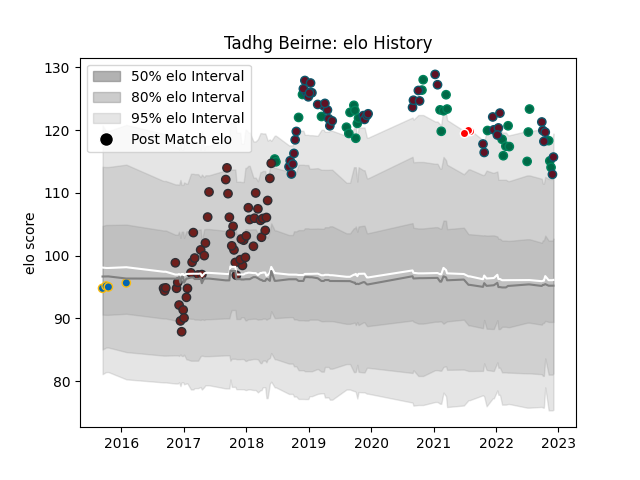 Tadhg Beirne: elo History
50% elo Interval
80% elo Interval
95% elo Interval
Post Match elo
elo score
130
120
110
100
90
80
2016
2017
2018
2019
2020
2021
2022
2023